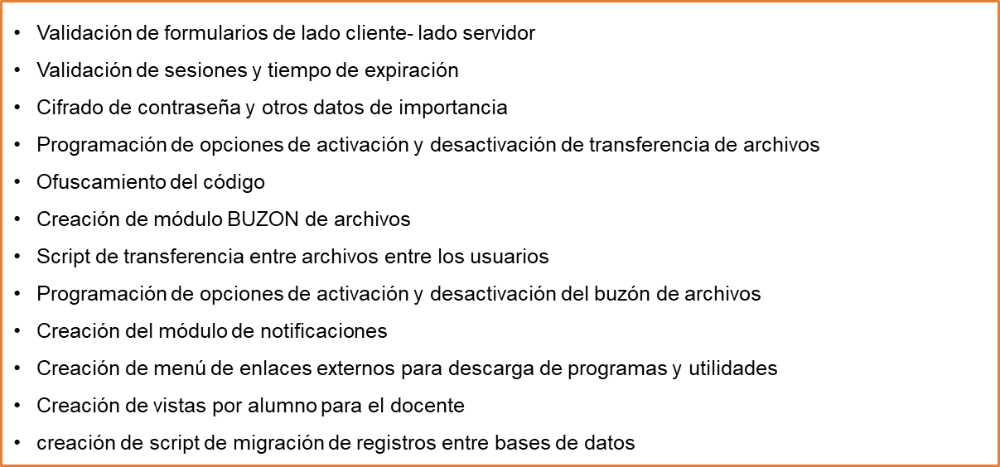 • Validación de formularios de lado cliente- lado servidor
• Validación de sesiones y tiempo de expiración
• Cifrado de contraseña y otros datos de importancia
• Programación de opciones de activación y desactivación de transferencia de archivos
• Ofuscamiento del código
• Creación de módulo BUZON de archivos
• Script de transferencia entre archivos entre los usuarios
• Programación de opciones de activación y desactivación del buzón de archivos
• Creación del módulo de notificaciones
• Creación de menú de enlaces externos para descarga de programas y utilidades
• Creación de vistas por alumno para el docente
• creación de script de migración de registros entre bases de datos